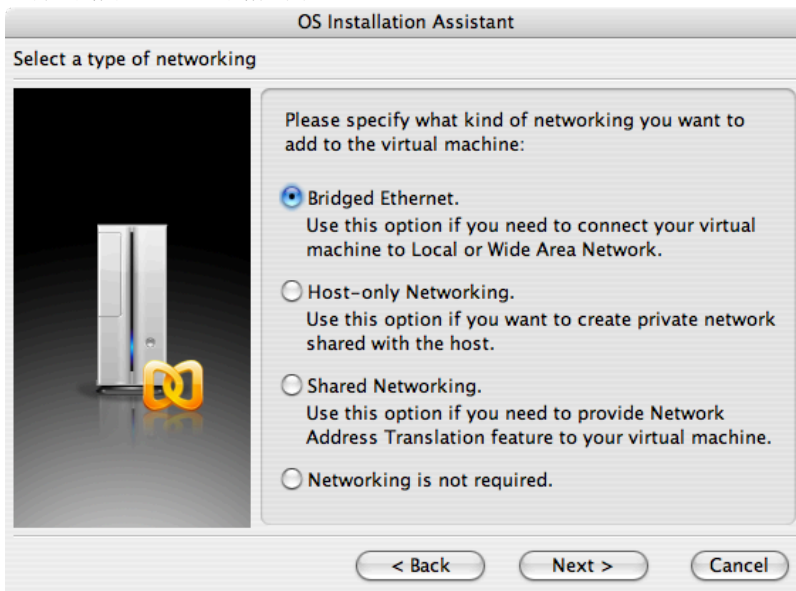 OS Installation Assistant
Select a type of networking
Please specify what kind of networking you want to
add to the virtual machine:
Bridged Ethernet.
Use this option if you need to connect your virtual
machine to Local or Wide Area Network.
Host-only Networking.
Use this option if you want to create private network
shared with the host.
Shared Networking.
Use this option if you need to provide Network
Address Translation feature to your virtual machine.
Networking is not required.
< Back
Next >
Cancel